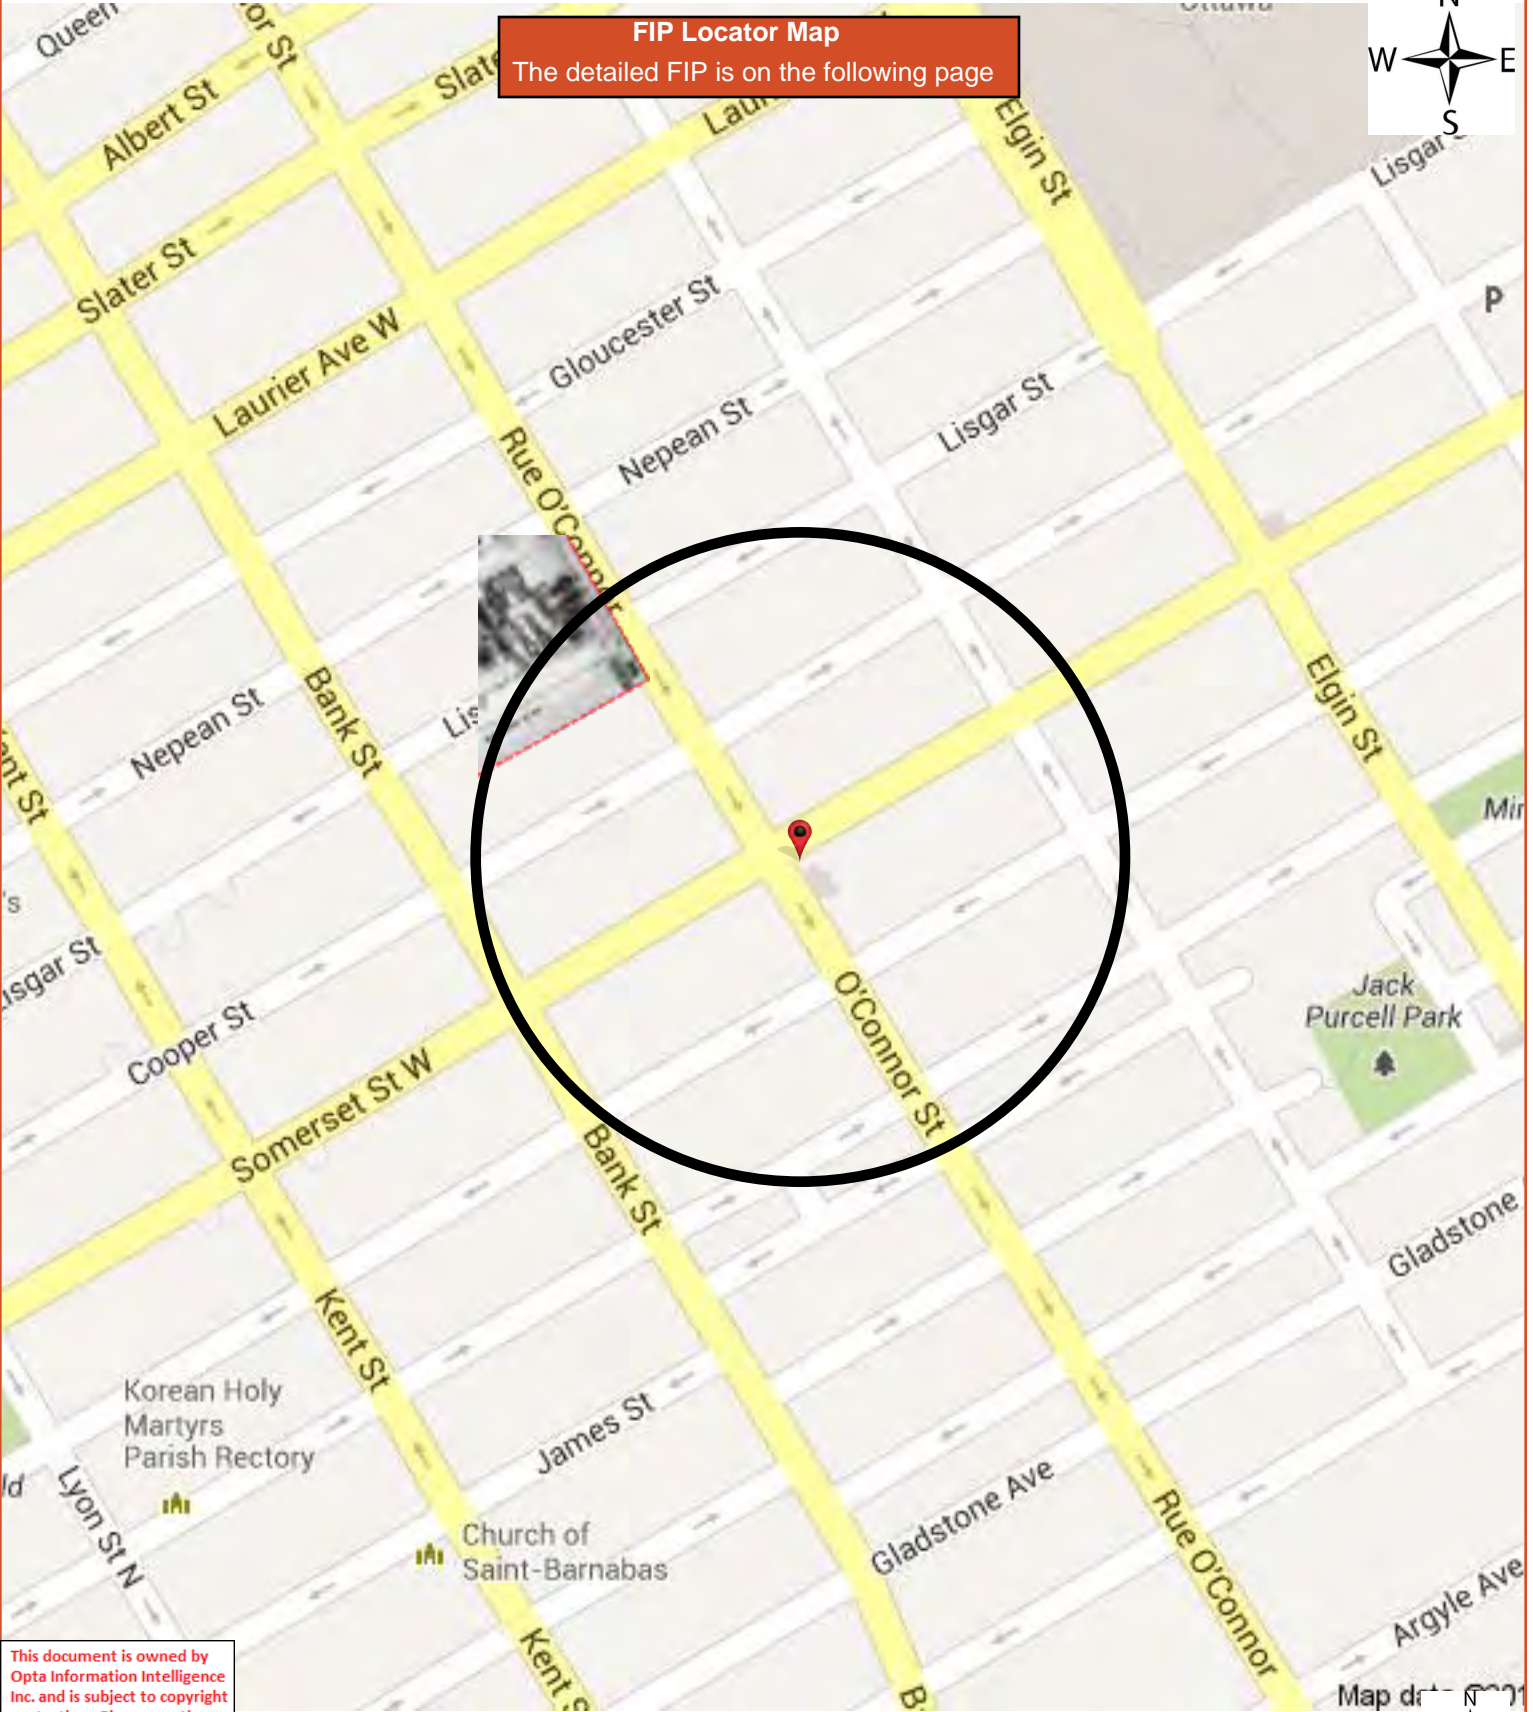 FIP Locator Map
The detailed FIP is on the following page
N
W
E
S
Queen
Albert St
Slater St
Laurier Ave W
Elgin St
Lisgar
P
Gloucester St
Nepean St
Lisgar St
Rue O'Connor
Bank St
Nepean St
Elgin St
Cooper St
Somerset St W
O'Connor St
Jack
Purcell Park
Bank St
Kent St
Gladstone
Korean Holy
Martyrs
Parish Rectory
James St
Lyon St N
Church of
Saint-Barnabas
Gladstone Ave
Rue O'Connor
Argyle Ave
Kent S
This document is owned by
Opta Information Intelligence
Inc. and is subject to copyright
Map da
N